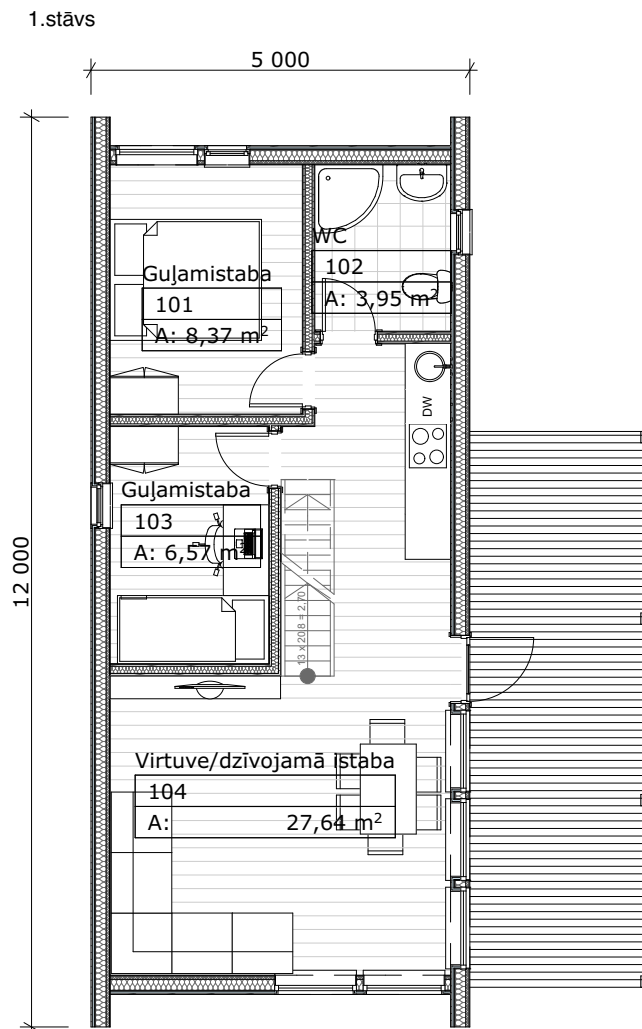 1.stāvs
5 000
12 000
WC
102
A: 3,95 m²
Guļamistaba
101
A: 8,37 m²
DW
Guļamistaba
103
A: 6,57 m²
13 x 208 = 2,70
Virtuve/dzīvojamā istaba
104
A: 27,64 m²